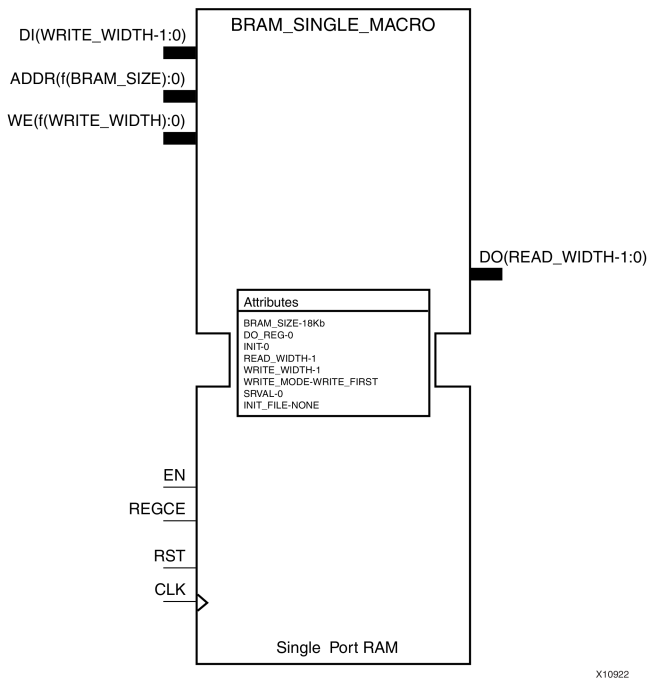 BRAM_SINGLE_MACRO
DI(WRITE_WIDTH-1:0)
ADDR(f(BRAM_SIZE):0)
WE(f(WRITE_WIDTH):0)
DO(READ_WIDTH-1:0)
Attributes
BRAM_SIZE-18Kb
DO_REG-0
INIT-0
READ_WIDTH-1
WRITE_WIDTH-1
WRITE_MODE-WRITE_FIRST
SRVAL-0
INIT_FILE-NONE
EN
REGCE
RST
CLK
Single Port RAM
X10922